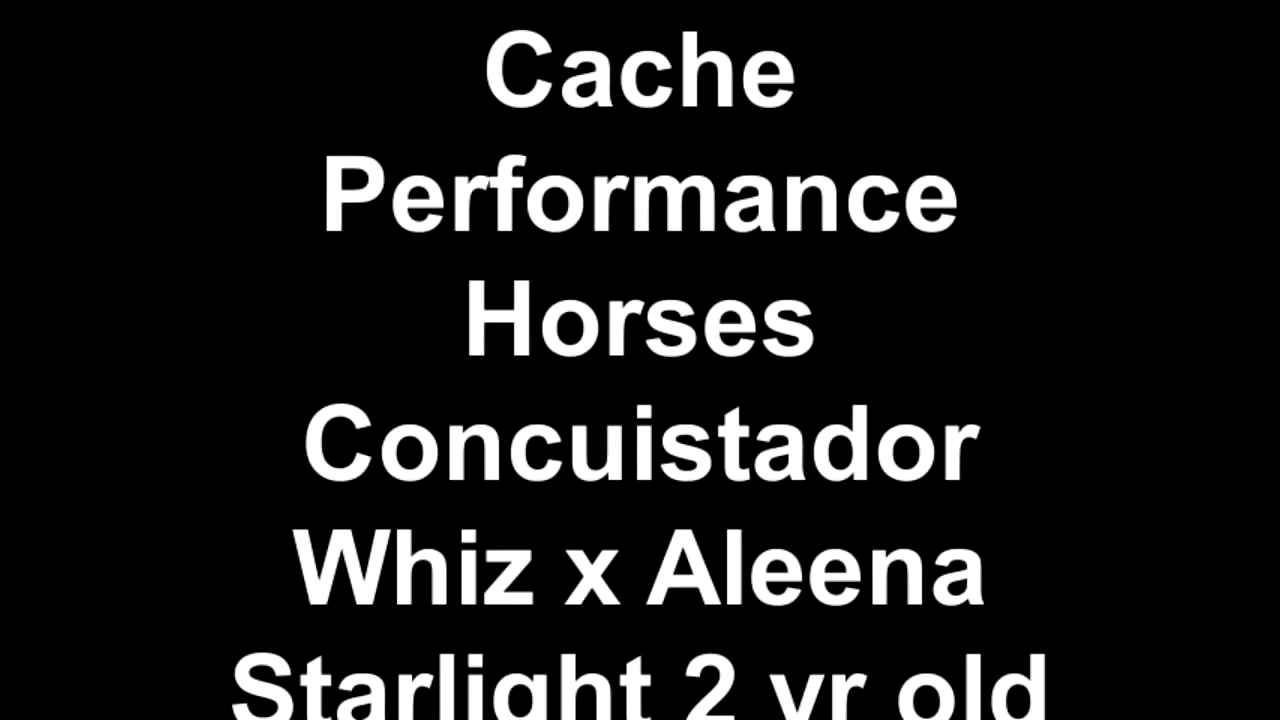 Cache
Performance
Horses
Concuistador
Whiz x Aleena
Starlight 2 yr old